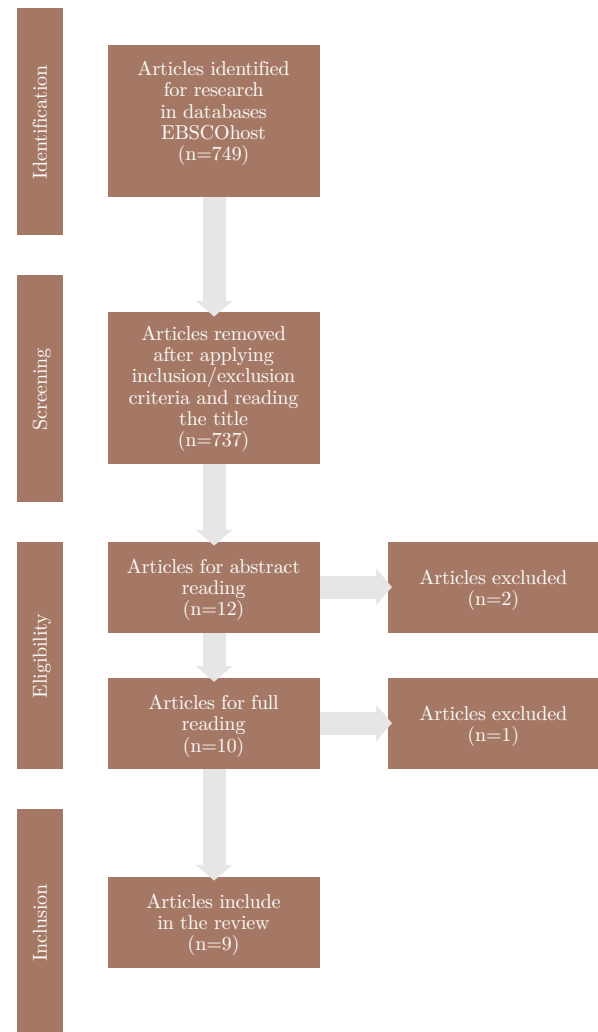 Identification
Articles identified
for research
in databases
EBSCOhost
(n=749)
Screening
Articles removed
after applying
inclusion/exclusion
criteria and reading
the title
(n=737)
Eligibility
Articles for abstract
reading
(n=12)
Articles excluded
(n=2)
Articles for full
reading
(n=10)
Articles excluded
(n=1)
Inclusion
Articles include
in the review
(n=9)